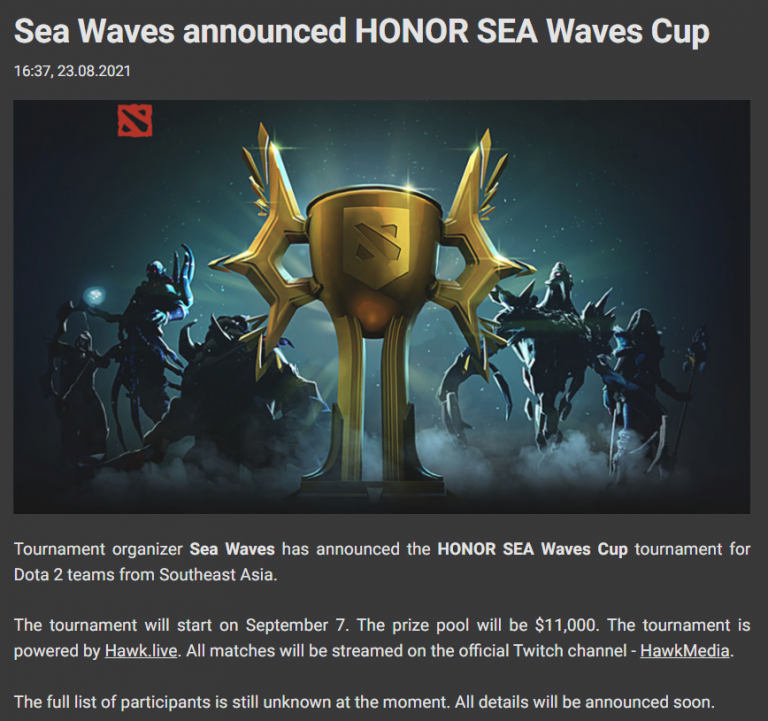 Sea Waves announced HONOR SEA Waves Cup
16:37, 23.08.2021
Tournament organizer Sea Waves has announced the HONOR SEA Waves Cup tournament for
Dota 2 teams from Southeast Asia.
The tournament will start on September 7. The prize pool will be $11,000. The tournament is
powered by Hawk.live. All matches will be streamed on the official Twitch channel - HawkMedia.
The full list of participants is still unknown at the moment. All details will be announced soon.